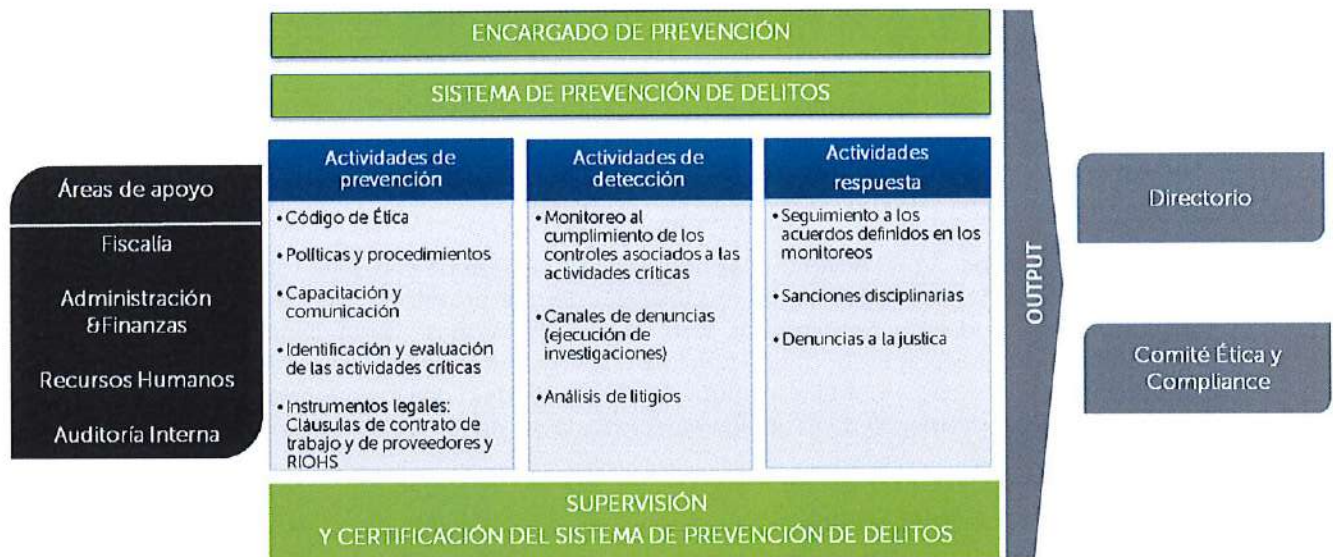 ENCARGADO DE PREVENCIÓN
SISTEMA DE PREVENCIÓN DE DELITOS
Áreas de apoyo
Fiscalía
Administración
&Finanzas
Recursos Humanos
Auditoría Interna
Actividades de
prevención
• Código de Ética
• Políticas y procedimientos
• Capacitación y
comunicación
• Identificación y evaluación
de las actividades críticas
• Instrumentos legales:
Cláusulas de contrato de
trabajo y de proveedores y
RIOHS
Actividades de
detección
• Monitoreo al
cumplimiento de los
controles asociados a las
actividades críticas
• Canales de denuncias
(ejecución de
investigaciones)
• Análisis de litigios
Actividades
respuesta
• Seguimiento a los
acuerdos definidos en los
monitoreos
• Sanciones disciplinarias
• Denuncias a la justica
SUPERVISIÓN
Y CERTIFICACIÓN DEL SISTEMA DE PREVENCIÓN DE DELITOS
OUTPUT
Directorio
Comité Ética y
Compliance